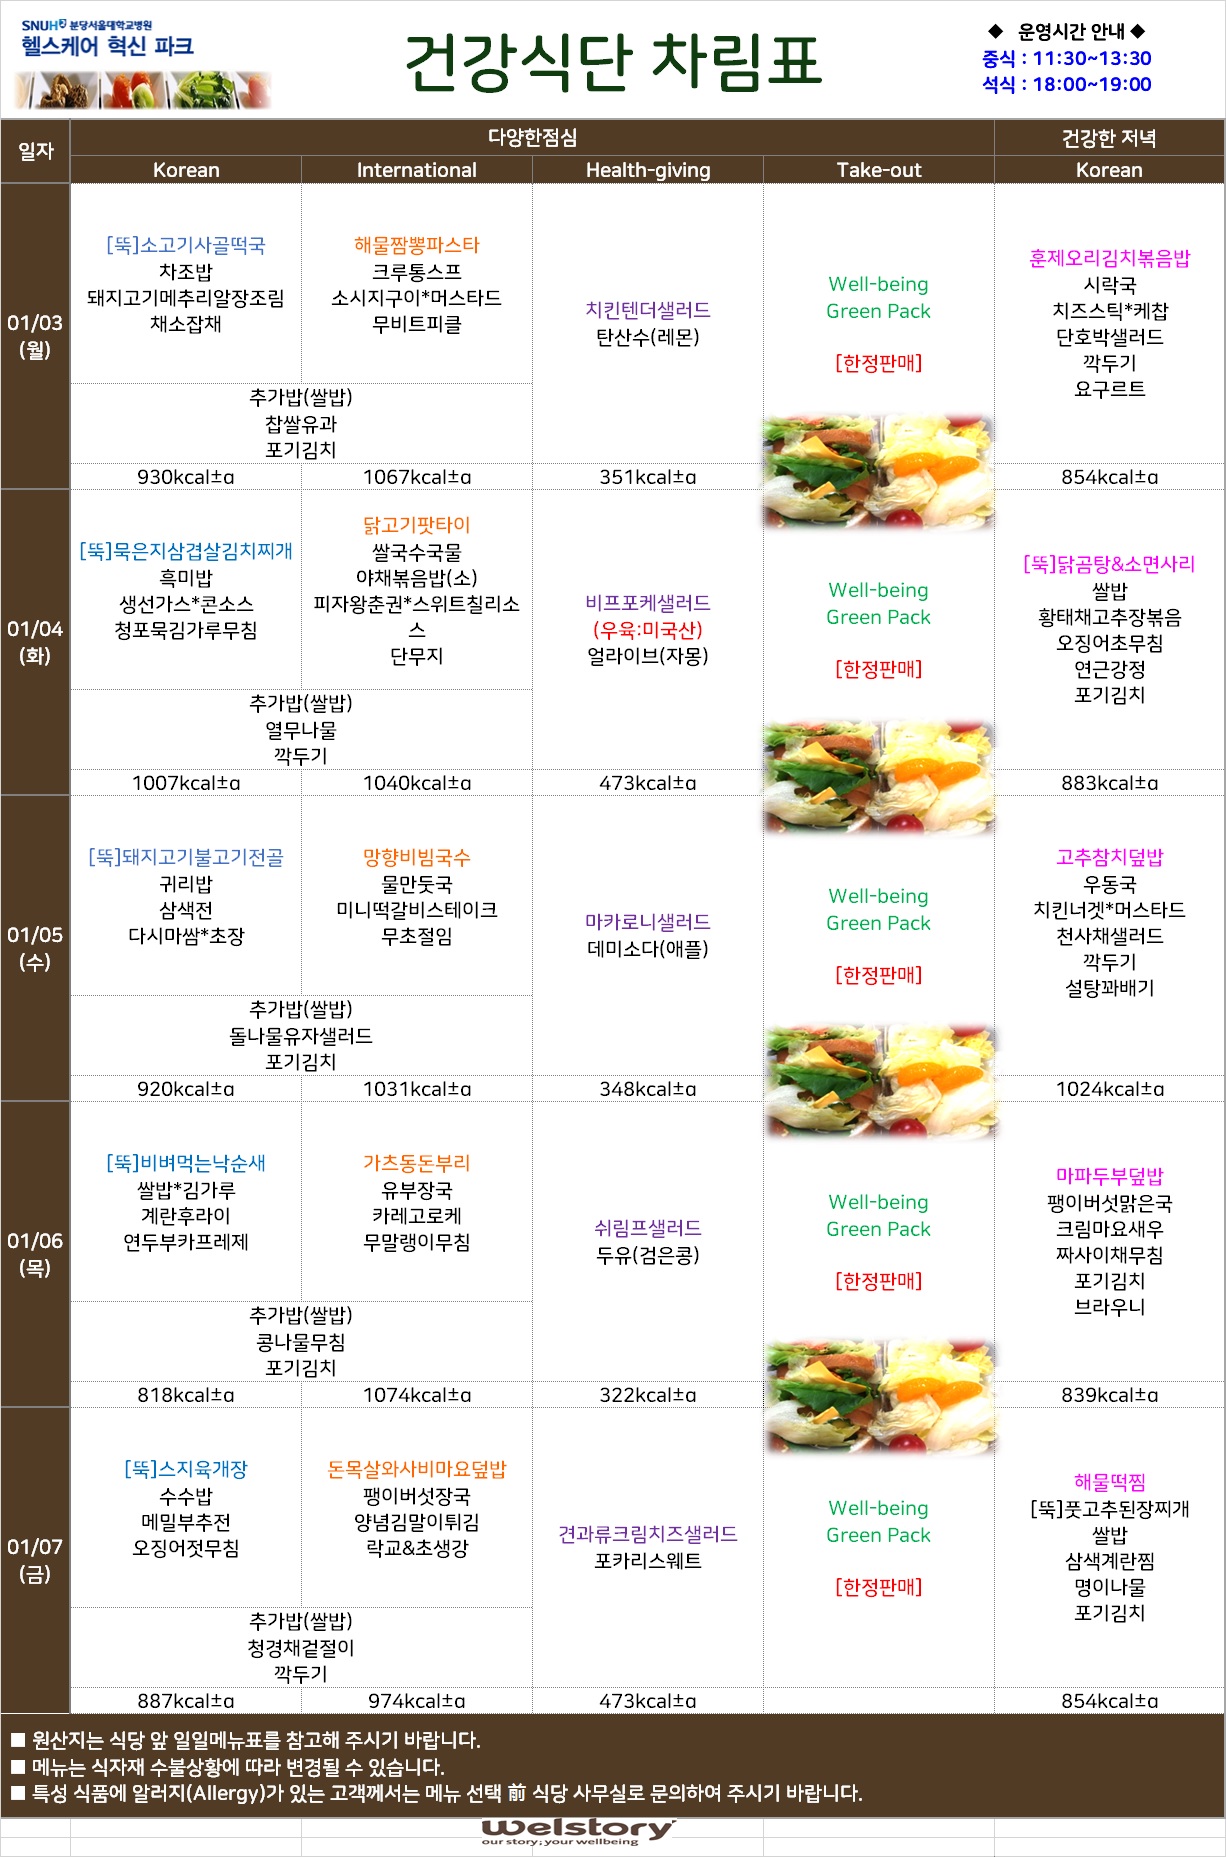 SNUH 분당서울대학교병원
헬스케어 혁신 파크
건강식단 차림표
◆ 운영시간 안내 ◆
중식 : 11:30~13:30
석식 : 18:00~19:00
일자
다양한점심
건강한 저녁
Korean
International
Health-giving
Take-out
Korean
01/03
(월)
[뚝]소고기사골떡국
차조밥
돼지고기메추리알장조림
채소잡채
해물짬뽕파스타
크루통스프
소시지구이*머스타드
무비트피클
추가밥(쌀밥)
찹쌀유과
포기김치
치킨텐더샐러드
탄산수(레몬)
Well-being
Green Pack
[한정판매]
훈제오리김치볶음밥
시락국
치즈스틱*케찹
단호박샐러드
깍두기
요구르트
930kcal±α
1067kcal±α
351kcal±α
854kcal±α
01/04
(화)
[뚝]묵은지삼겹살김치찌개
흑미밥
생선가스*콘소스
청포묵김가루무침
닭고기팟타이
쌀국수국물
야채볶음밥(소)
피자왕춘권*스위트칠리소
스
단무지
추가밥(쌀밥)
열무나물
깍두기
비프포케샐러드
(우육:미국산)
얼라이브(자몽)
Well-being
Green Pack
[한정판매]
[뚝]닭곰탕&소면사리
쌀밥
황태채고추장볶음
오징어초무침
연근강정
포기김치
1007kcal±α
1040kcal±α
473kcal±α
883kcal±α
01/05
(수)
[뚝]돼지고기불고기전골
귀리밥
삼색전
다시마쌈*초장
망향비빔국수
물만둣국
미니떡갈비스테이크
무초절임
추가밥(쌀밥)
돌나물유자샐러드
포기김치
마카로니샐러드
데미소다(애플)
Well-being
Green Pack
[한정판매]
고추참치덮밥
우동국
치킨너겟*머스타드
천사채샐러드
깍두기
설탕꽈배기
920kcal±α
1031kcal±α
348kcal±α
1024kcal±α
01/06
(목)
[뚝]비벼먹는낙순새
쌀밥*김가루
계란후라이
연두부카프레제
가츠동돈부리
유부장국
카레고로케
무말랭이무침
추가밥(쌀밥)
콩나물무침
포기김치
쉬림프샐러드
두유(검은콩)
Well-being
Green Pack
[한정판매]
마파두부덮밥
팽이버섯맑은국
크림마요새우
짜사이채무침
포기김치
브라우니
818kcal±α
1074kcal±α
322kcal±α
839kcal±α
01/07
(금)
[뚝]스지육개장
수수밥
메밀부추전
오징어젓무침
돈목살와사비마요덮밥
팽이버섯장국
양념김말이튀김
락교&초생강
추가밥(쌀밥)
청경채겉절이
깍두기
견과류크림치즈샐러드
포카리스웨트
Well-being
Green Pack
[한정판매]
해물떡찜
[뚝]풋고추된장찌개
쌀밥
삼색계란찜
명이나물
포기김치
887kcal±α
974kcal±α
473kcal±α
854kcal±α
■ 원산지는 식당 앞 일일메뉴표를 참고해 주시기 바랍니다.
■ 메뉴는 식자재 수불상황에 따라 변경될 수 있습니다.
■ 특성 식품에 알러지(Allergy)가 있는 고객께서는 메뉴 선택 前 식당 사무실로 문의하여 주시기 바랍니다.
welstory
our story; your wellbeing